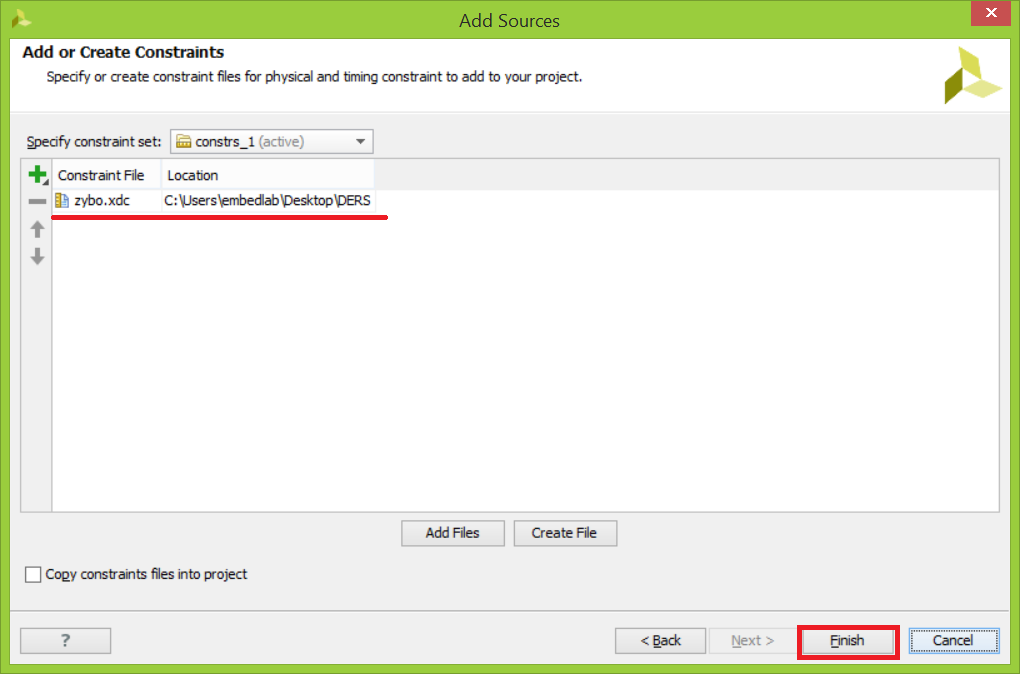 Add Sources
Add or Create Constraints
Specify or create constraint files for physical and timing constraint to add to your project.
Specify constraint set: constrs_1 (active)
Constraint File Location
zybo.xdc C:\Users\embedlab\Desktop\DERS
Add Files Create File
Copy constraints files into project
? < Back Next > Finish Cancel